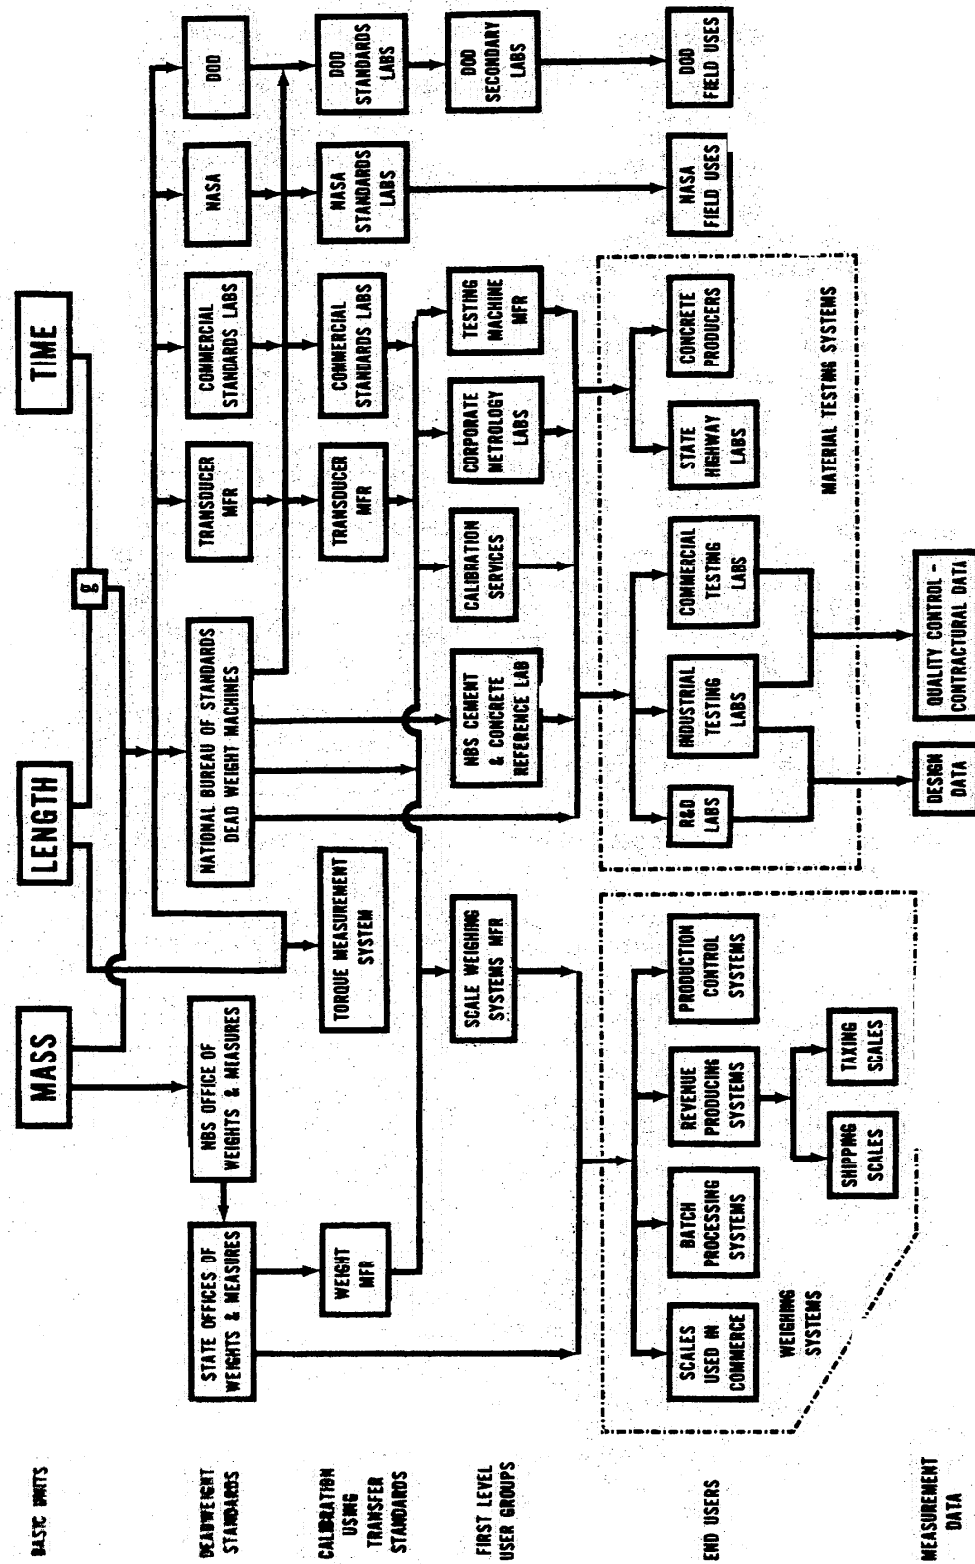 BASIC UNITS
MASS
LENGTH
TIME
g
DEADWEIGHT
STANDARDS
STATE OFFICES OF
WEIGHTS & MEASURES
NBS OFFICE OF
WEIGHTS & MEASURES
NATIONAL BUREAU OF STANDARDS
DEAD WEIGHT MACHINES
TRANSDUCER
MFR
COMMERCIAL
STANDARDS LABS
NASA
DOD
CALIBRATION
USING
TRANSFER
STANDARDS
WEIGHT
MFR
TORQUE MEASUREMENT
SYSTEM
TRANSDUCER
MFR
COMMERCIAL
STANDARDS LABS
NASA
STANDARDS
LABS
DOD
STANDARDS
LABS
FIRST LEVEL
USER GROUPS
SCALE WEIGHING
SYSTEMS MFR
NBS CEMENT
& CONCRETE
REFERENCE LAB
CALIBRATION
SERVICES
CORPORATE
METROLOGY
LABS
TESTING
MACHINE
MFR
DOD
SECONDARY
LABS
END USERS
SCALES
USED IN
COMMERCE
BATCH
PROCESSING
SYSTEMS
REVENUE
PRODUCING
SYSTEMS
PRODUCTION
CONTROL
SYSTEMS
R&D
LABS
INDUSTRIAL
TESTING
LABS
COMMERCIAL
TESTING
LABS
STATE
HIGHWAY
LABS
CONCRETE
PRODUCERS
NASA
FIELD USES
DOD
FIELD USES
WEIGHING
SYSTEMS
SHIPPING
SCALES
TAXING
SCALES
MATERIAL TESTING SYSTEMS
MEASUREMENT
DATA
DESIGN
DATA
QUALITY CONTROL -
CONTRACTURAL DATA